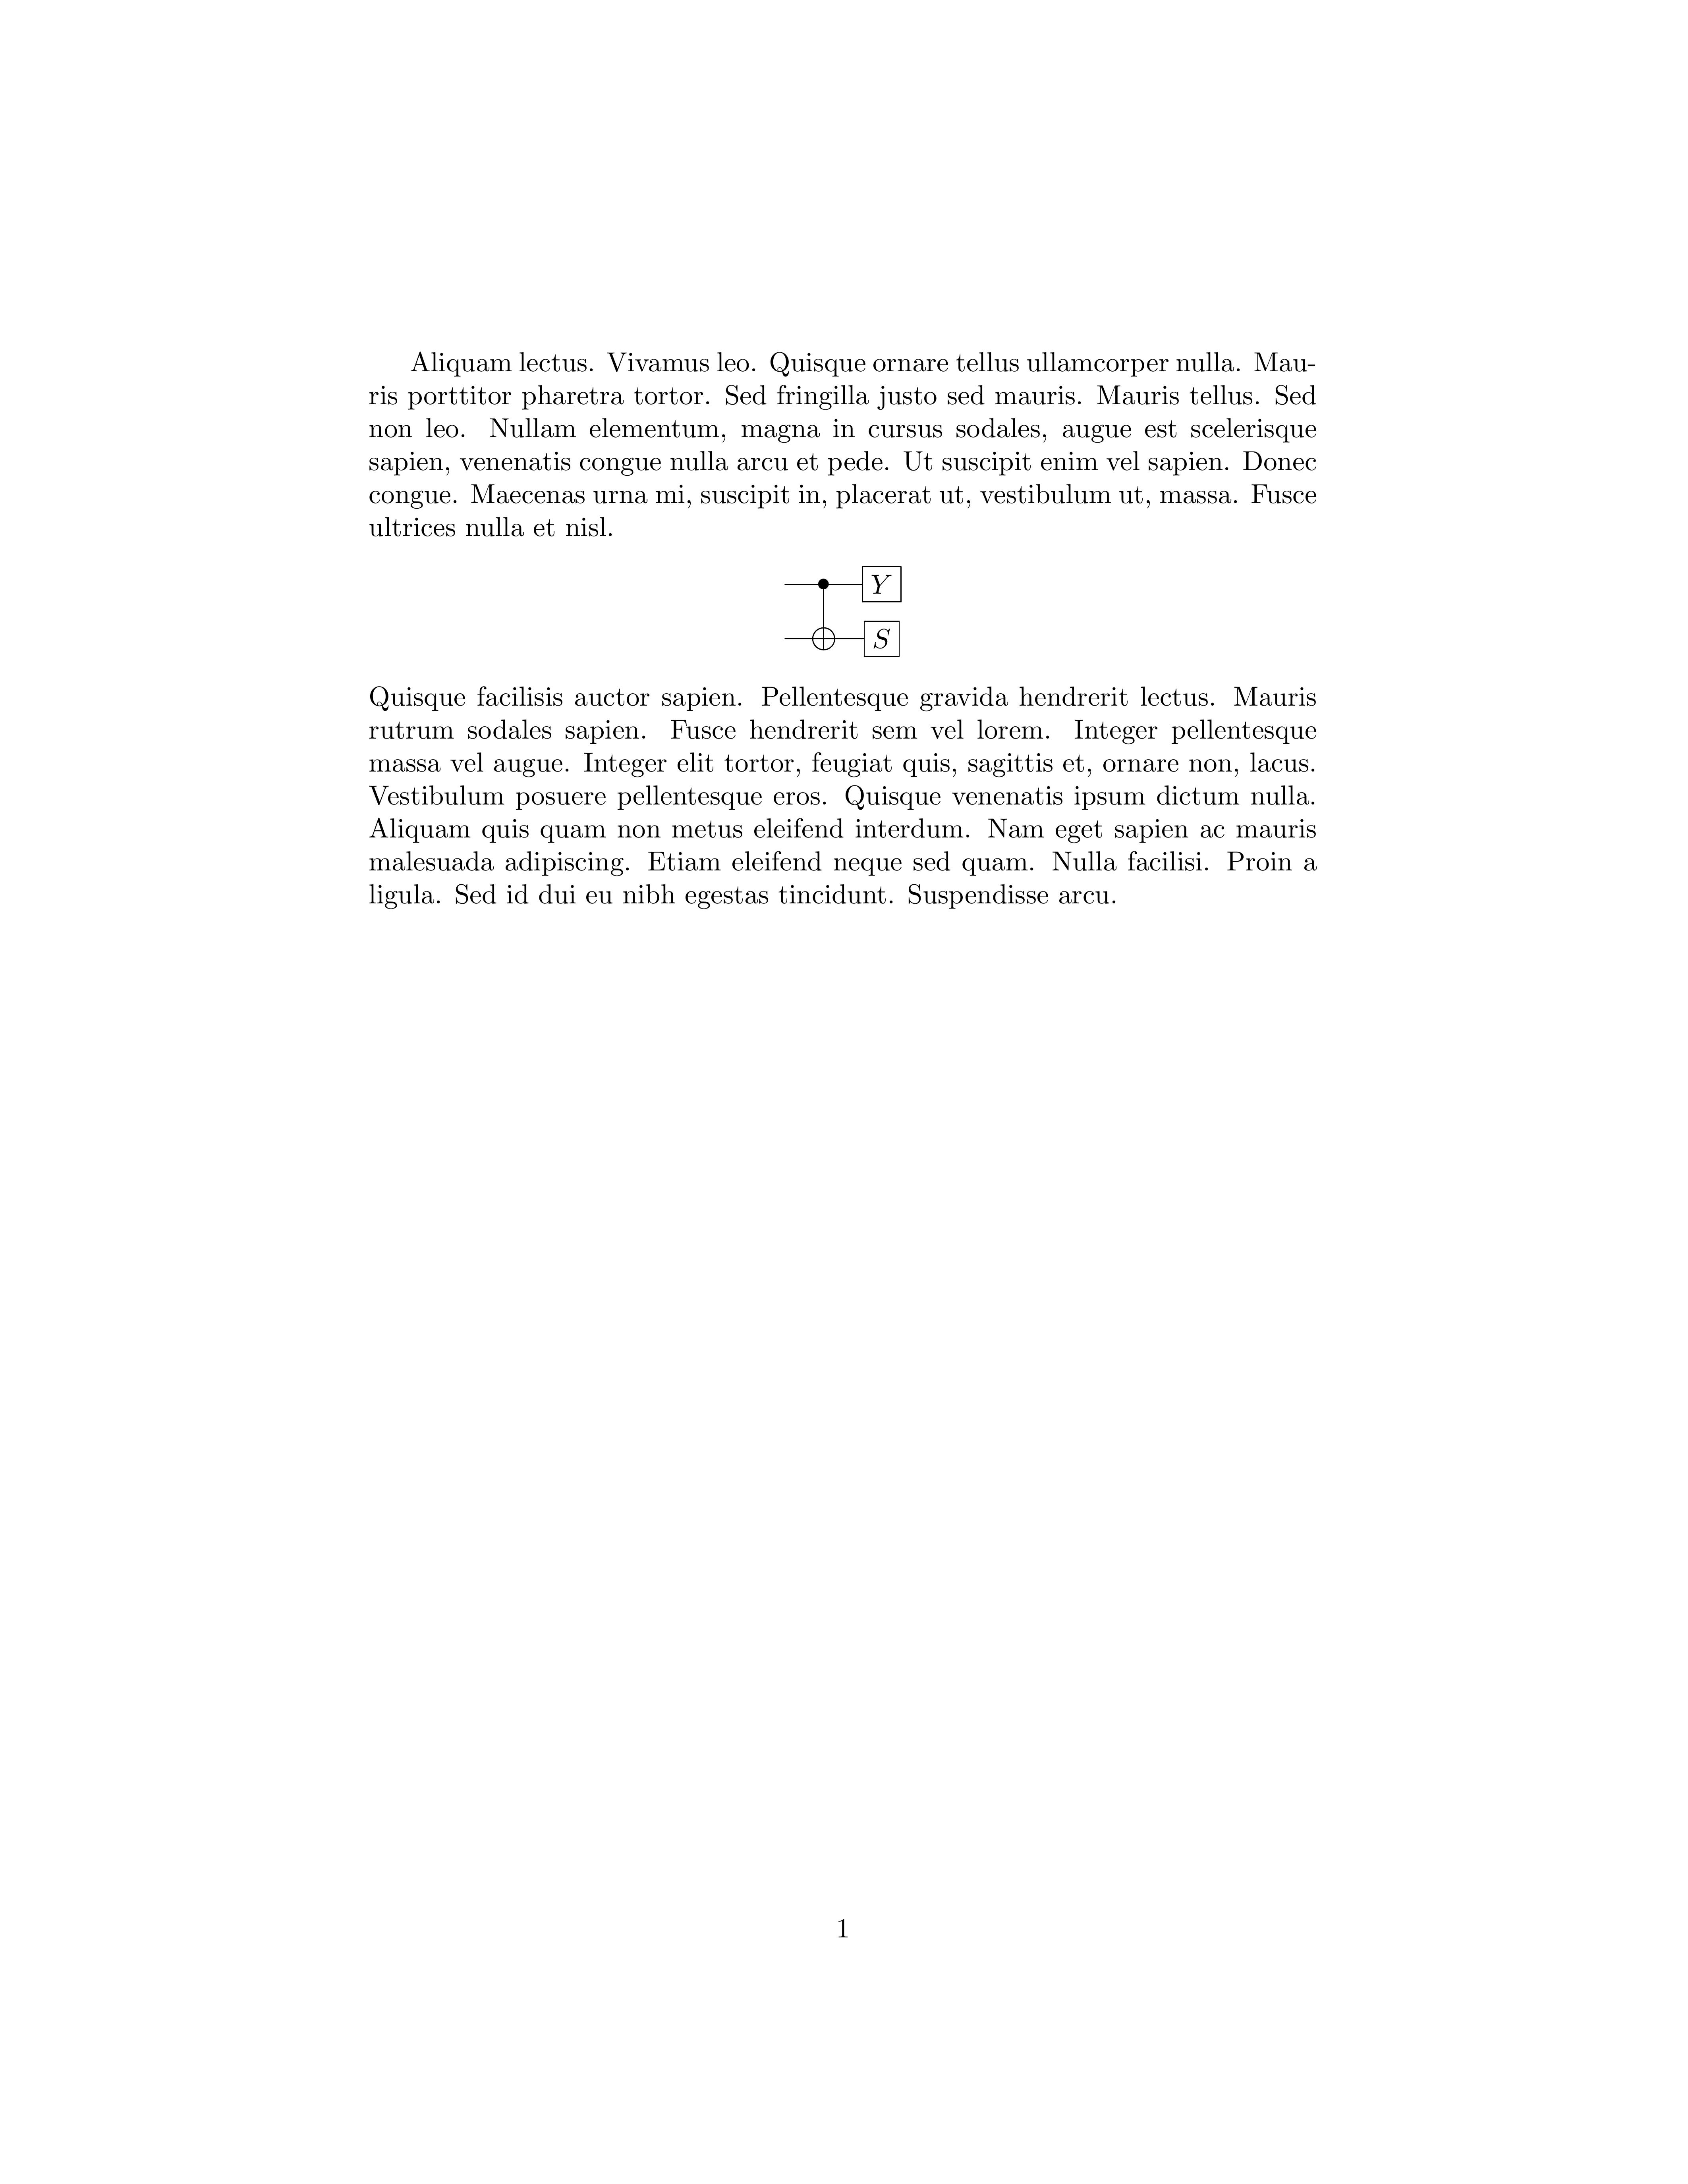 Aliquam lectus. Vivamus leo. Quisque ornare tellus ullamcorper nulla. Mau-
ris porttitor pharetra tortor. Sed fringilla justo sed mauris. Mauris tellus. Sed
non leo. Nullam elementum, magna in cursus sodales, augue est scelerisque
sapien, venenatis congue nulla arcu et pede. Ut suscipit enim vel sapien. Donec
congue. Maecenas urna mi, suscipit in, placerat ut, vestibulum ut, massa. Fusce
ultrices nulla et nisl.
Y
S
Quisque facilisis auctor sapien. Pellentesque gravida hendrerit lectus. Mauris
rutrum sodales sapien. Fusce hendrerit sem vel lorem. Integer pellentesque
massa vel augue. Integer elit tortor, feugiat quis, sagittis et, ornare non, lacus.
Vestibulum posuere pellentesque eros. Quisque venenatis ipsum dictum nulla.
Aliquam quis quam non metus eleifend interdum. Nam eget sapien ac mauris
malesuada adipiscing. Etiam eleifend neque sed quam. Nulla facilisi. Proin a
ligula. Sed id dui eu nibh egestas tincidunt. Suspendisse arcu.
1